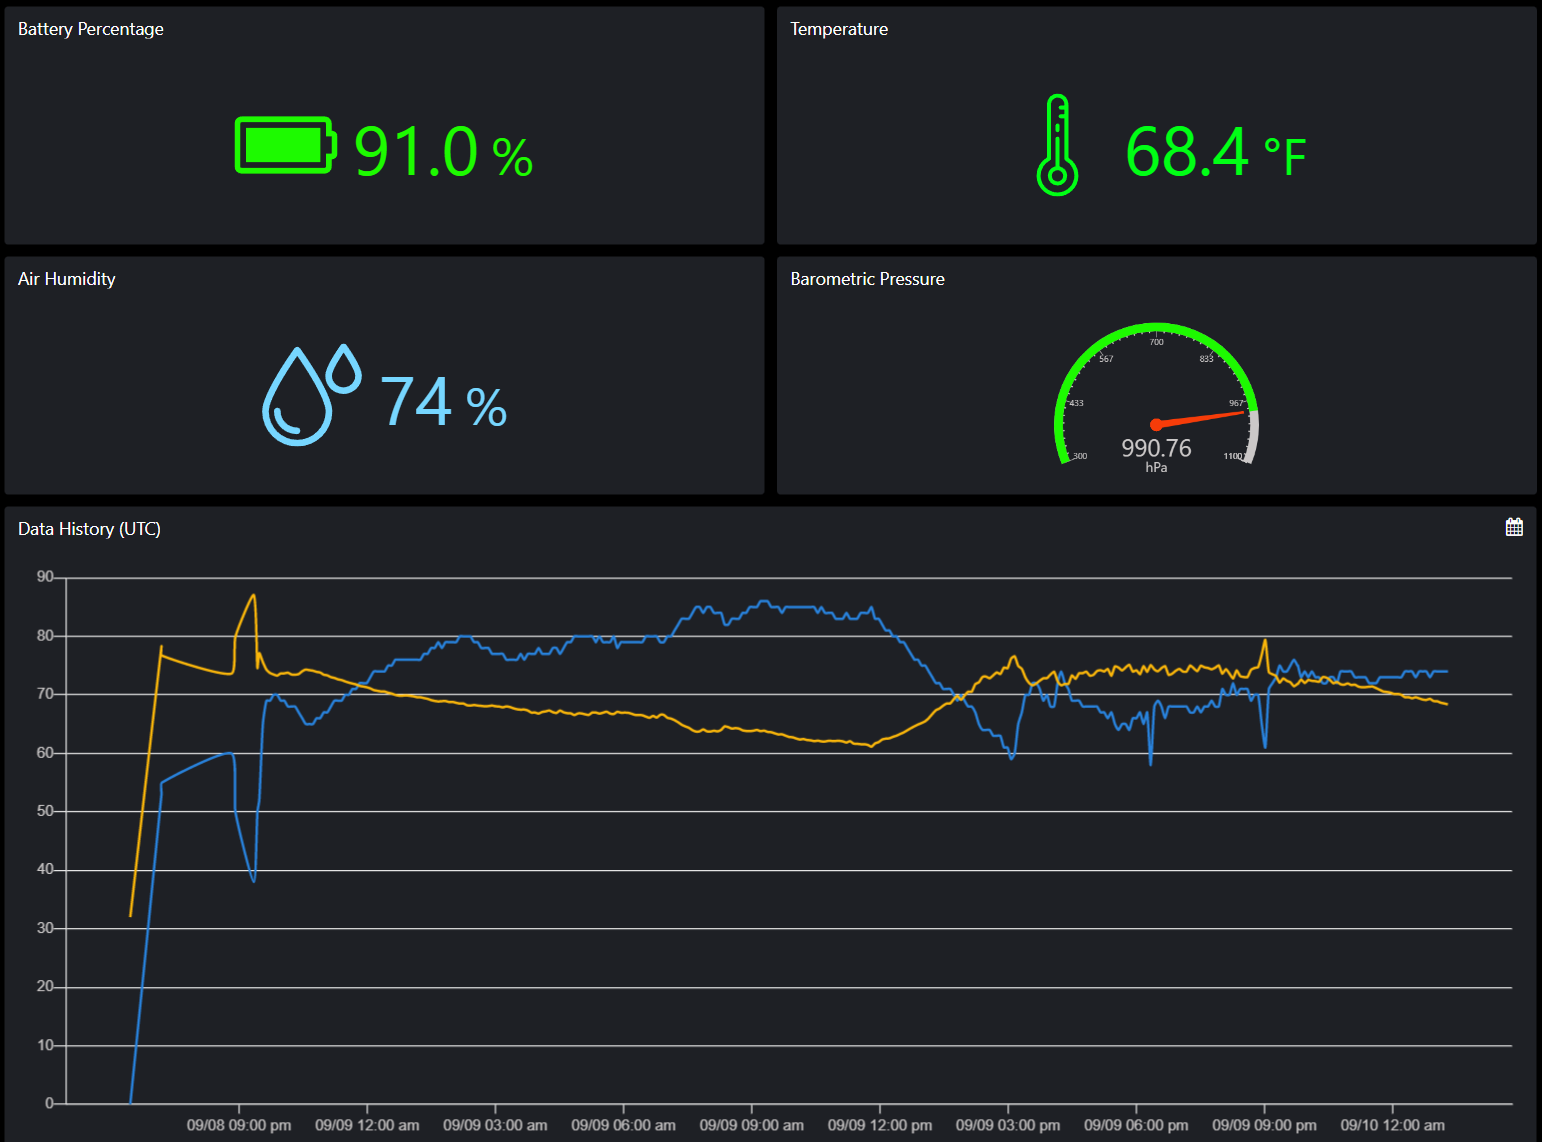 Battery Percentage
91.0 %
Temperature
68.4 °F
Air Humidity
74 %
Barometric Pressure
300
433
567
700
833
967
1100
990.76
hPa
Data History (UTC)
90
80
70
60
50
40
30
20
10
0
09/08 09:00 pm
09/09 12:00 am
09/09 03:00 am
09/09 06:00 am
09/09 09:00 am
09/09 12:00 pm
09/09 03:00 pm
09/09 06:00 pm
09/09 09:00 pm
09/10 12:00 am